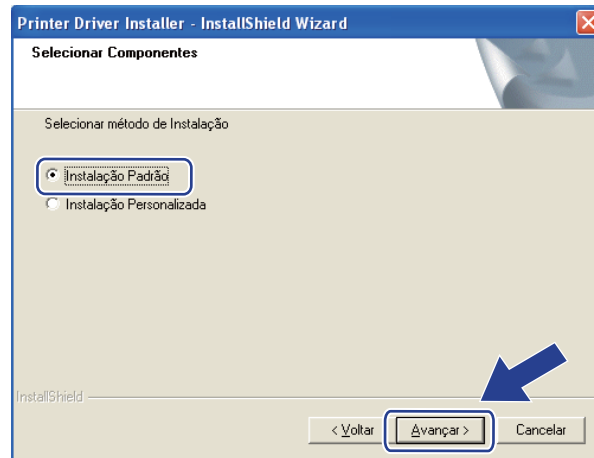 Printer Driver Installer - InstallShield Wizard
Selecionar Componentes
Selecionar método de Instalação
Instalação Padrão
Instalação Personalizada
InstallShield
< Voltar Avançar > Cancelar